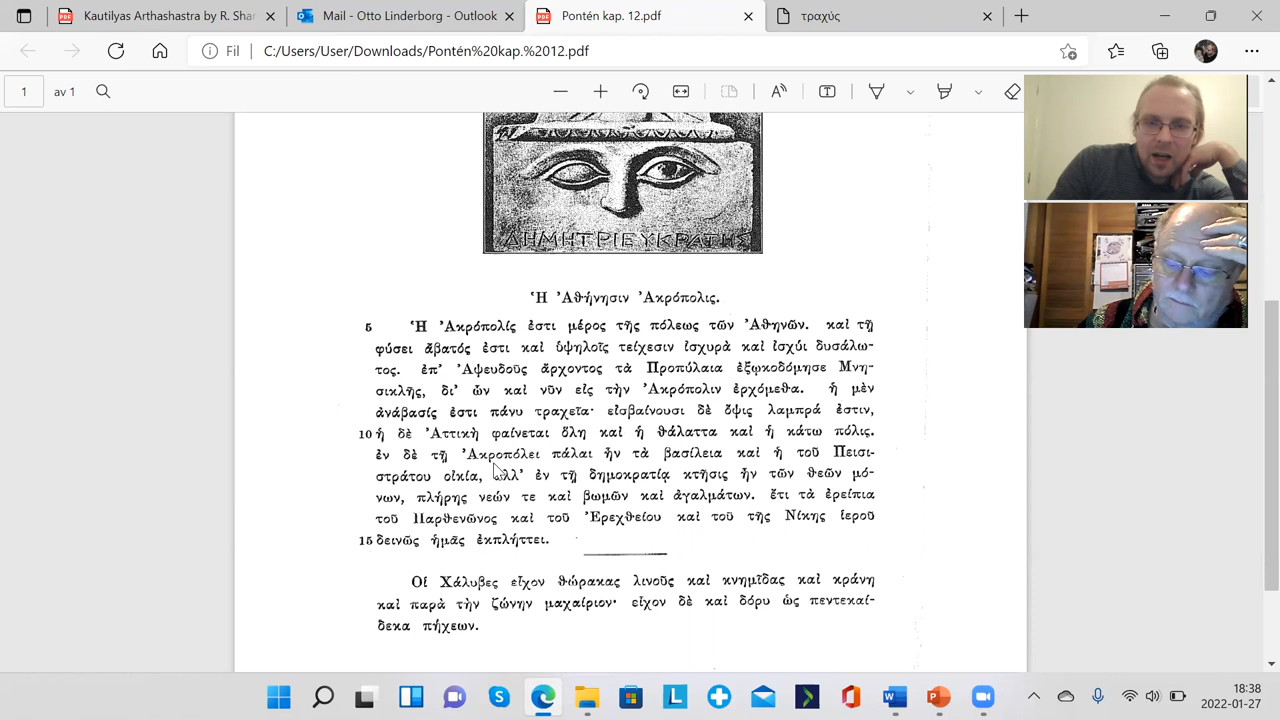 Kautilyas Arthashastra by R. Shar
Mail - Otto Linderborg - Outlook
Pontén kap. 12.pdf
τραχύς
Fil
C:/Users/User/Downloads/Pontén%20kap.%2012.pdf
1 av 1
ΔΗΜΗΤΡΙΕΥΚΡΑΤΗΣ
Ἡ Ἀθήνησιν Ἀκρόπολις.
5 Ἡ Ἀκρόπολίς ἐστι μέρος τῆς πόλεως τῶν Ἀθηνῶν. καὶ τῇ
φύσει ἄβατός ἐστι καὶ ὑψηλοῖς τείχεσιν ἰσχυρὰ καὶ ἰσχύι δυσάλω-
τος. ἐπ' Ἀψευδοῦς ἄρχοντος τὰ Προπύλαια ἐξῳκοδόμησε Μνη-
σικλῆς, δι' ὧν καὶ νῦν εἰς τὴν Ἀκρόπολιν ἐρχόμεθα. ἡ μὲν
ἀνάβασίς ἐστι πάνυ τραχεῖα· εἰσβαίνουσι δὲ ὄψις λαμπρά ἐστιν,
10 ἡ δὲ Ἀττικὴ φαίνεται ὅλη καὶ ἡ θάλαττα καὶ ἡ κάτω πόλις.
ἐν δὲ τῇ Ἀκροπόλει πάλαι ἦν τὰ βασίλεια καὶ ἡ τοῦ Πεισι-
στράτου οἰκία, ἀλλ' ἐν τῇ δημοκρατίᾳ κτῆσις ἦν τῶν θεῶν μό-
νων, πλήρης νεών τε καὶ βωμῶν καὶ ἀγαλμάτων. ἔτι τὰ ἐρείπια
τοῦ Παρθενῶνος καὶ τοῦ Ἐρεχθείου καὶ τοῦ τῆς Νίκης ἱεροῦ
15 δεινῶς ἡμᾶς ἐκπλήττει.
Οἱ Χάλυβες εἶχον θώρακας λινοῦς καὶ κνημῖδας καὶ κράνη
καὶ παρὰ τὴν ζώνην μαχαίριον· εἶχον δὲ καὶ δόρυ ὡς πεντεκαί-
δεκα πήχεων.
18:38
2022-01-27